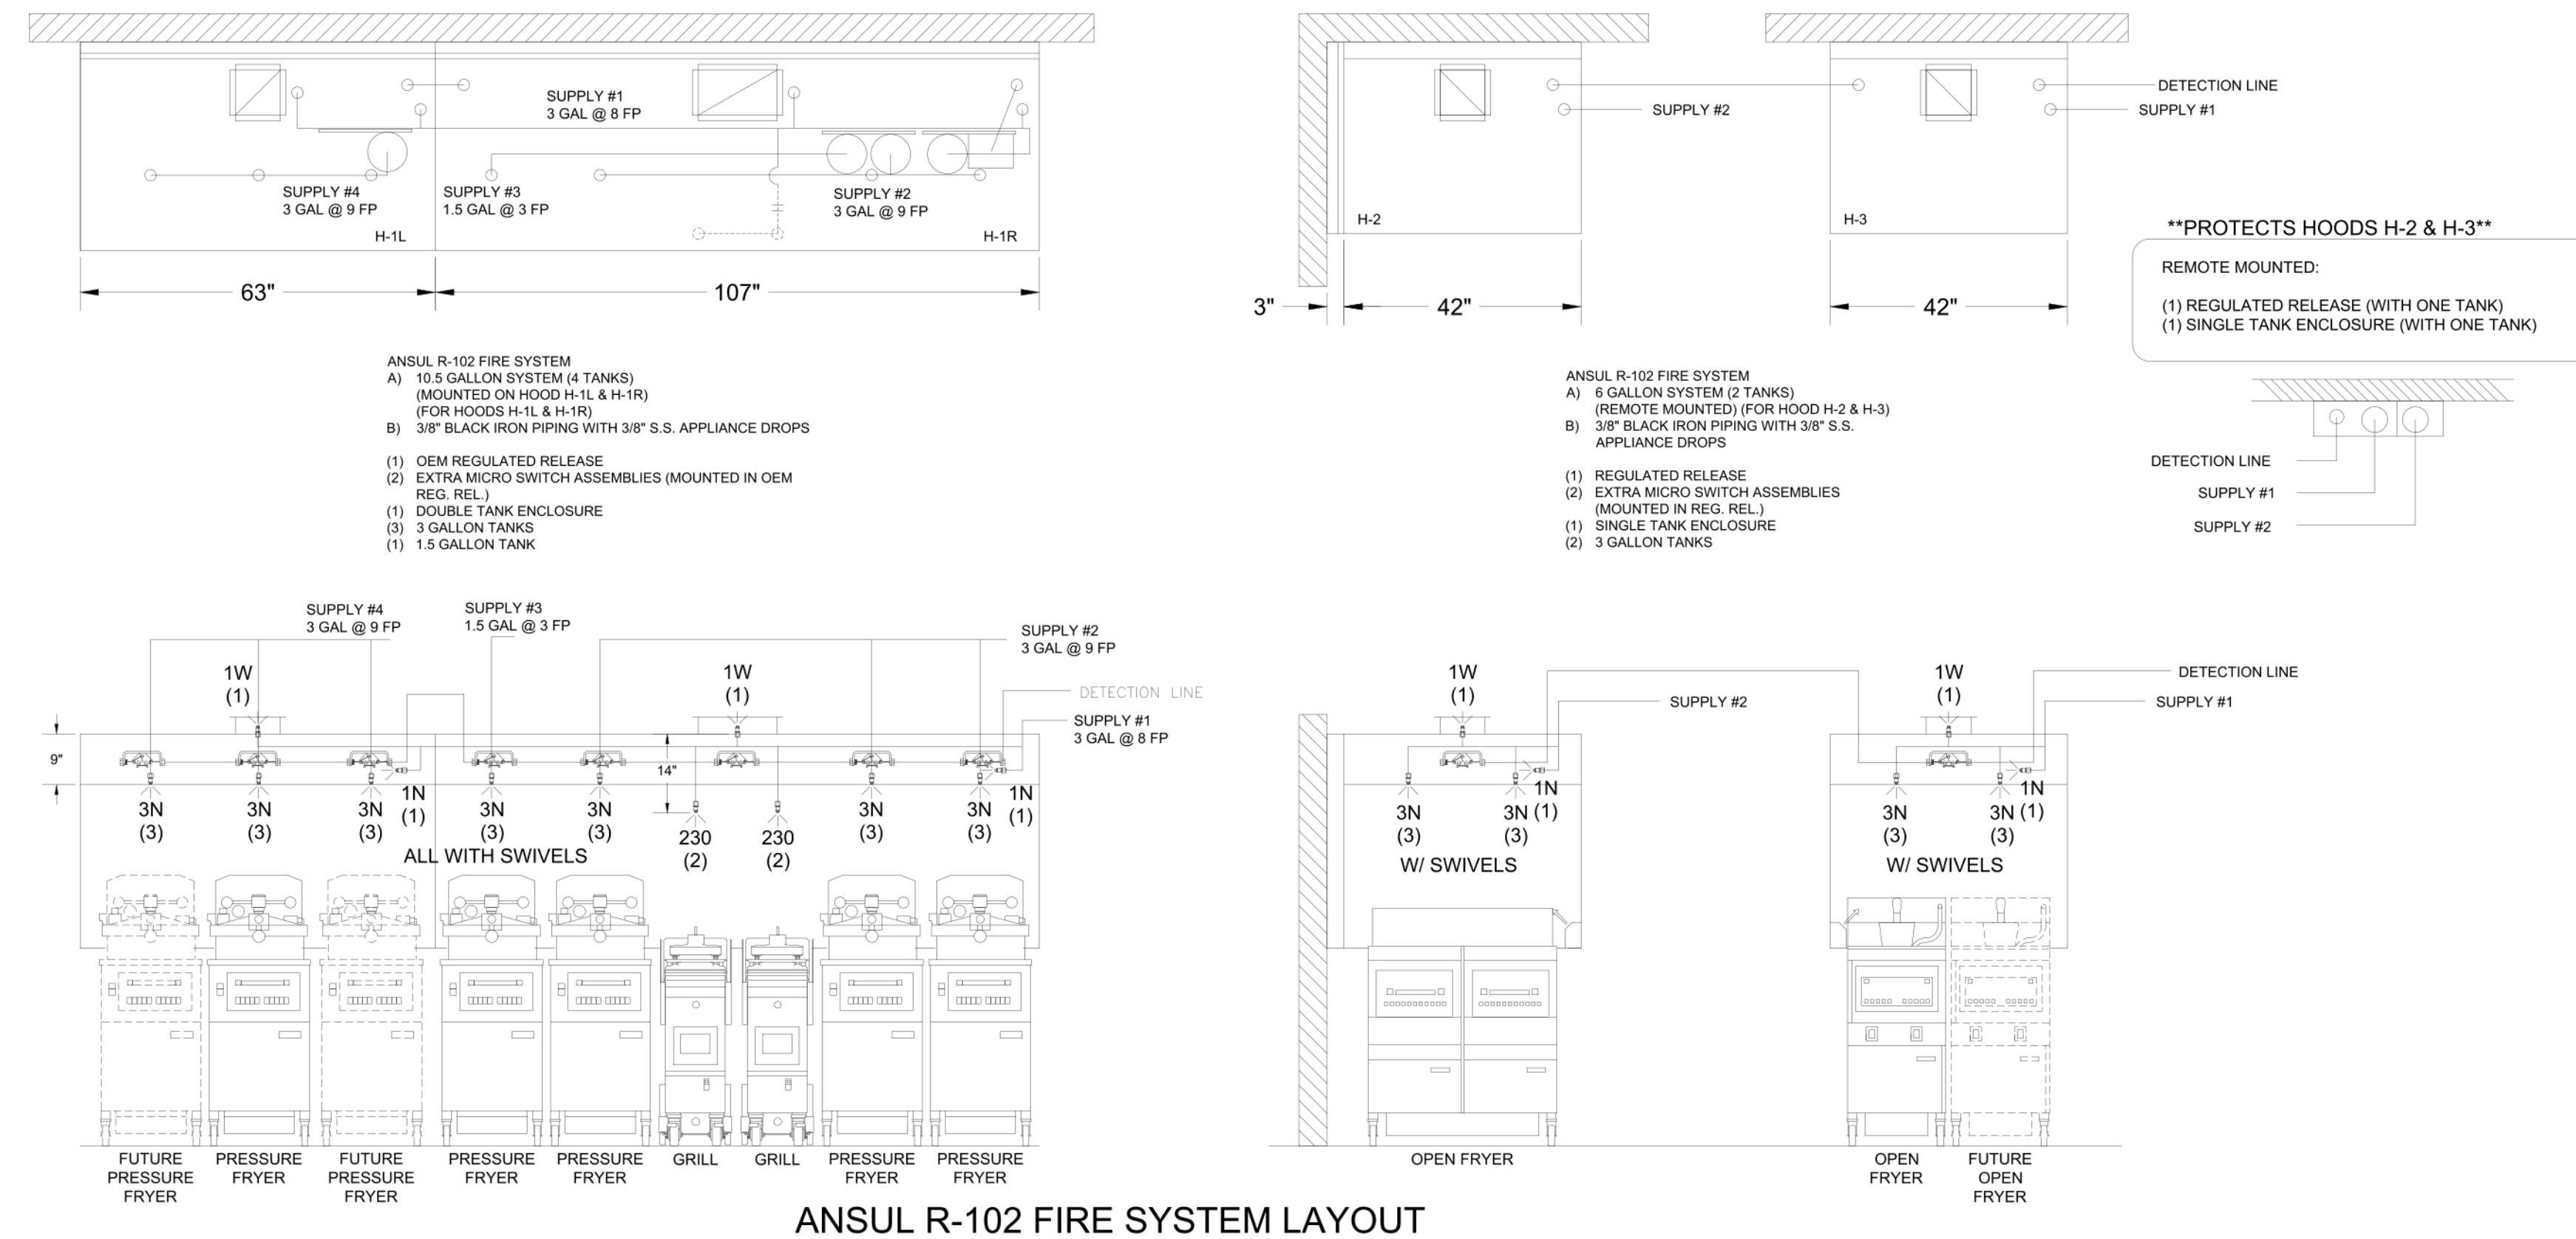 SUPPLY #1
3 GAL @ 8 FP
SUPPLY #4
3 GAL @ 9 FP
SUPPLY #3
1.5 GAL @ 3 FP
SUPPLY #2
3 GAL @ 9 FP
H-1L
H-1R
63"
107"
SUPPLY #2
DETECTION LINE
SUPPLY #1
H-2
H-3
3"
42"
42"
**PROTECTS HOODS H-2 & H-3**
REMOTE MOUNTED:
(1) REGULATED RELEASE (WITH ONE TANK)
(1) SINGLE TANK ENCLOSURE (WITH ONE TANK)
ANSUL R-102 FIRE SYSTEM
A) 10.5 GALLON SYSTEM (4 TANKS)
(MOUNTED ON HOOD H-1L & H-1R)
(FOR HOODS H-1L & H-1R)
B) 3/8" BLACK IRON PIPING WITH 3/8" S.S. APPLIANCE DROPS
(1) OEM REGULATED RELEASE
(2) EXTRA MICRO SWITCH ASSEMBLIES (MOUNTED IN OEM
REG. REL.)
(1) DOUBLE TANK ENCLOSURE
(3) 3 GALLON TANKS
(1) 1.5 GALLON TANK
ANSUL R-102 FIRE SYSTEM
A) 6 GALLON SYSTEM (2 TANKS)
(REMOTE MOUNTED) (FOR HOOD H-2 & H-3)
B) 3/8" BLACK IRON PIPING WITH 3/8" S.S.
APPLIANCE DROPS
(1) REGULATED RELEASE
(2) EXTRA MICRO SWITCH ASSEMBLIES
(MOUNTED IN REG. REL.)
(1) SINGLE TANK ENCLOSURE
(2) 3 GALLON TANKS
DETECTION LINE
SUPPLY #1
SUPPLY #2
SUPPLY #4
3 GAL @ 9 FP
SUPPLY #3
1.5 GAL @ 3 FP
SUPPLY #2
3 GAL @ 9 FP
DETECTION LINE
SUPPLY #1
3 GAL @ 8 FP
1W
(1)
1W
(1)
9"
14"
3N
(3)
3N
(3)
3N
(3)
1N
(1)
3N
(3)
3N
(3)
230
(2)
230
(2)
3N
(3)
3N
(3)
1N
(1)
ALL WITH SWIVELS
FUTURE
PRESSURE
FRYER
PRESSURE
FRYER
FUTURE
PRESSURE
FRYER
PRESSURE
FRYER
PRESSURE
FRYER
GRILL
GRILL
PRESSURE
FRYER
PRESSURE
FRYER
1W
(1)
SUPPLY #2
1W
(1)
DETECTION LINE
SUPPLY #1
3N
(3)
1N
3N (1)
(3)
W/ SWIVELS
3N
(3)
1N
3N (1)
(3)
W/ SWIVELS
OPEN FRYER
OPEN
FRYER
FUTURE
OPEN
FRYER
ANSUL R-102 FIRE SYSTEM LAYOUT